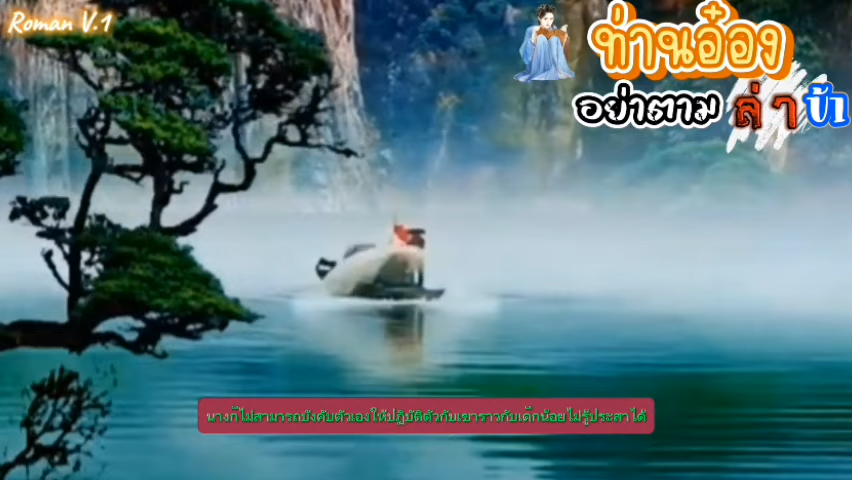 Roman V.1
ท่านอ๋อง
อย่าตาม ล่า ข้า
นางก็ไม่สามารถบังคับตัวเองให้ปฏิบัติตัวกับเขาราวกับเด็กน้อยไม่รู้ประสาได้